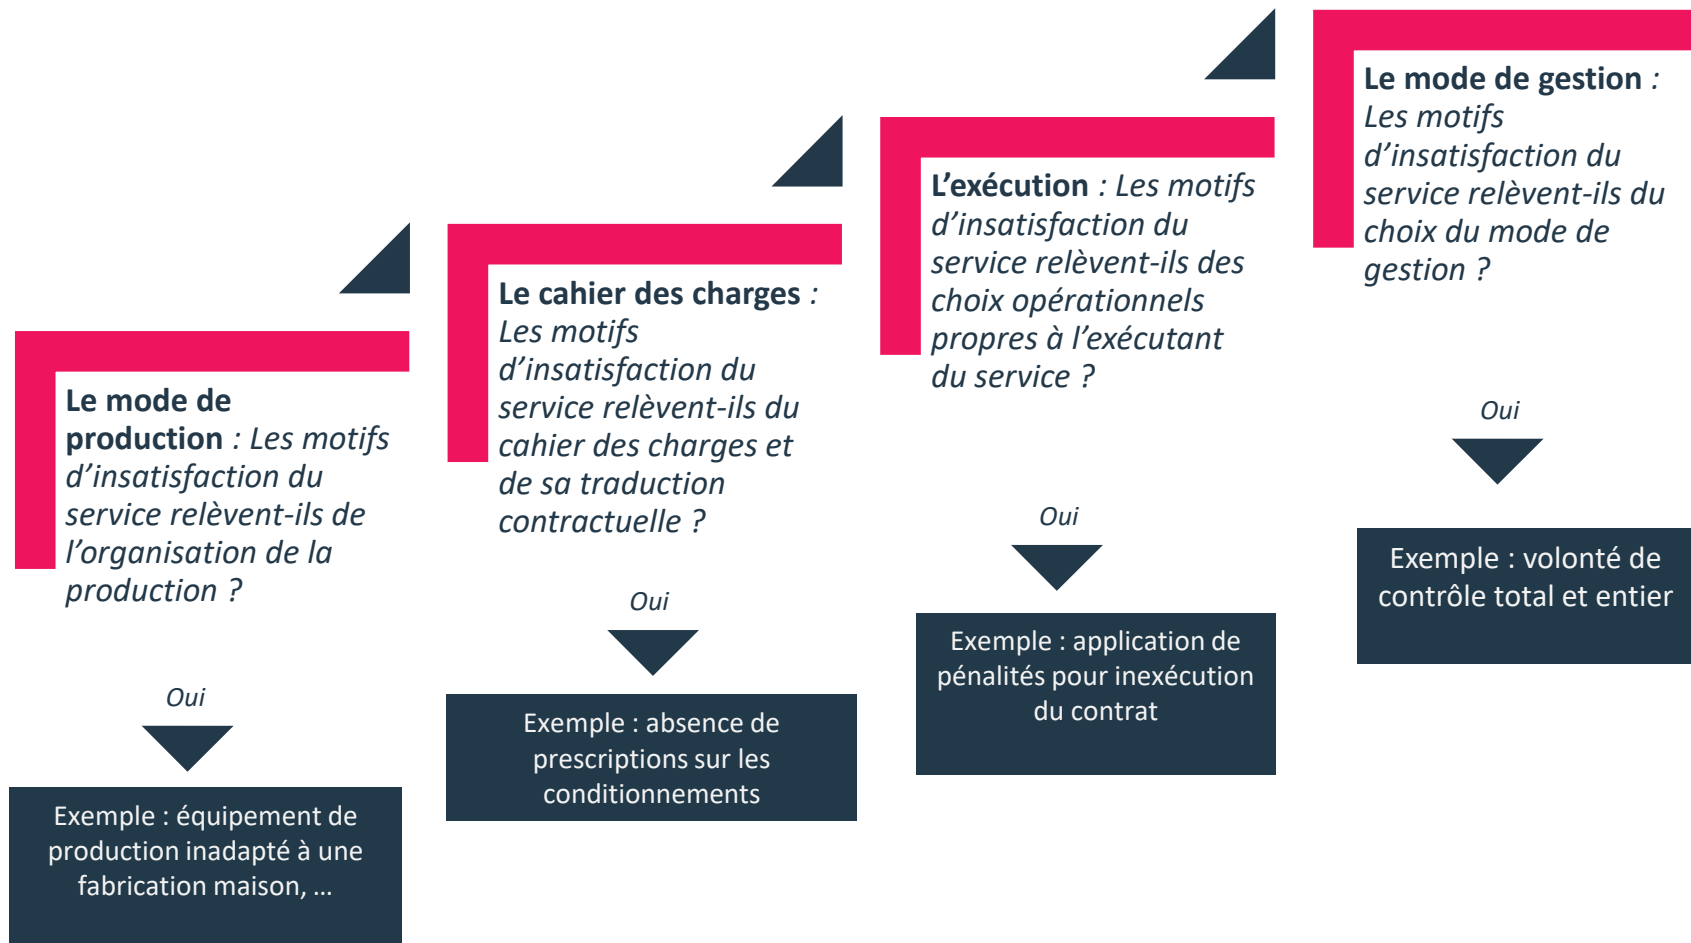 Le mode de
production : Les motifs
d’insatisfaction du
service relèvent-ils de
l’organisation de la
production ?
Oui
Exemple : équipement de
production inadapté à une
fabrication maison, ...
Le cahier des charges :
Les motifs
d’insatisfaction du
service relèvent-ils du
cahier des charges et
de sa traduction
contractuelle ?
Oui
Exemple : absence de
prescriptions sur les
conditionnements
L’exécution : Les motifs
d’insatisfaction du
service relèvent-ils des
choix opérationnels
propres à l’exécutant
du service ?
Oui
Exemple : application de
pénalités pour inexécution
du contrat
Le mode de gestion :
Les motifs
d’insatisfaction du
service relèvent-ils du
choix du mode de
gestion ?
Oui
Exemple : volonté de
contrôle total et entier